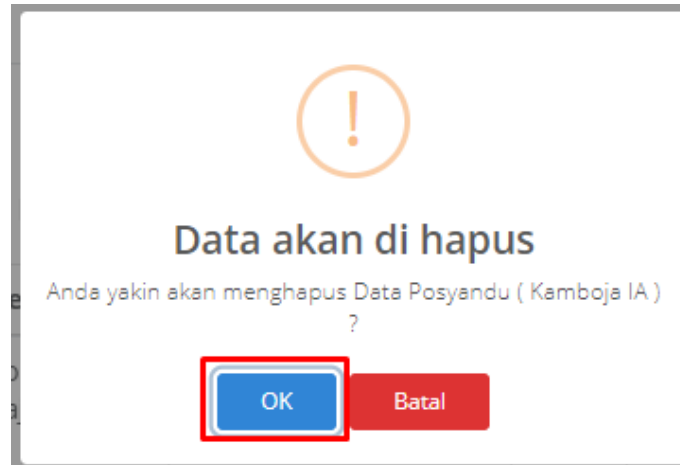 !
Data akan di hapus
Anda yakin akan menghapus Data Posyandu ( Kamboja IA )
?
OK Batal